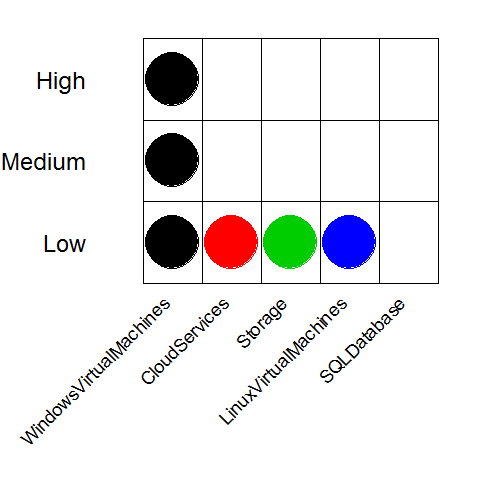 High
Medium
Low
WindowsVirtualMachines
CloudServices
Storage
LinuxVirtualMachines
SQLDatabase